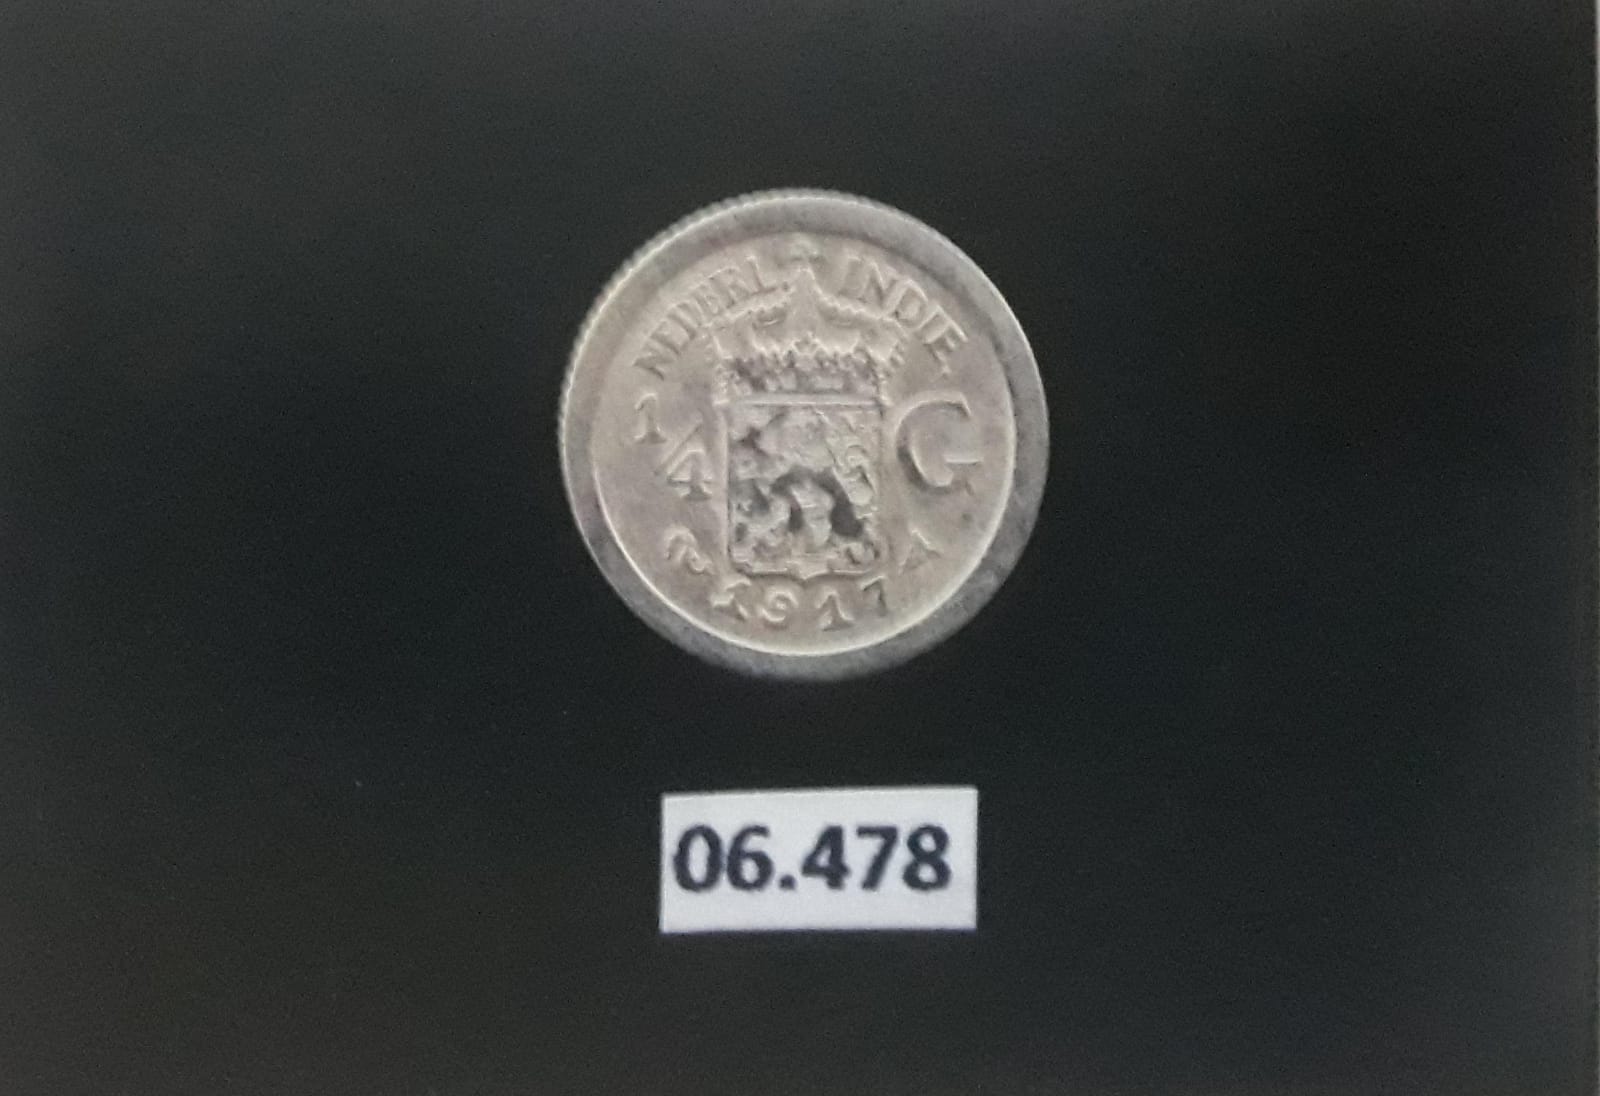 NEDERL. INDIE
1/4 G
1917
06.478